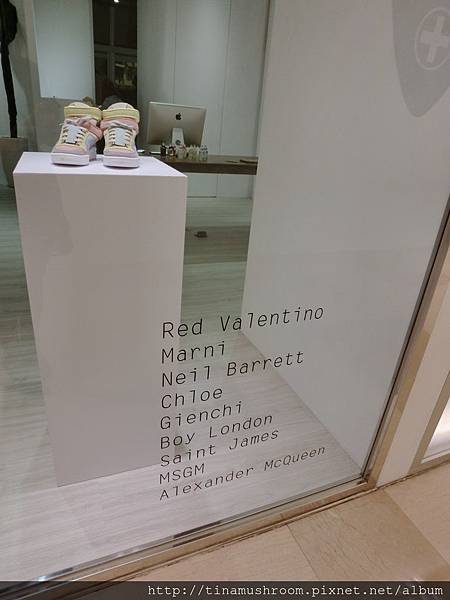 Red Valentino
Marni
Neil Barrett
Chloe
Gienchi
Boy London
Saint James
MSGM
Alexander McQueen
http://tinamushroom.pixnet.net/album